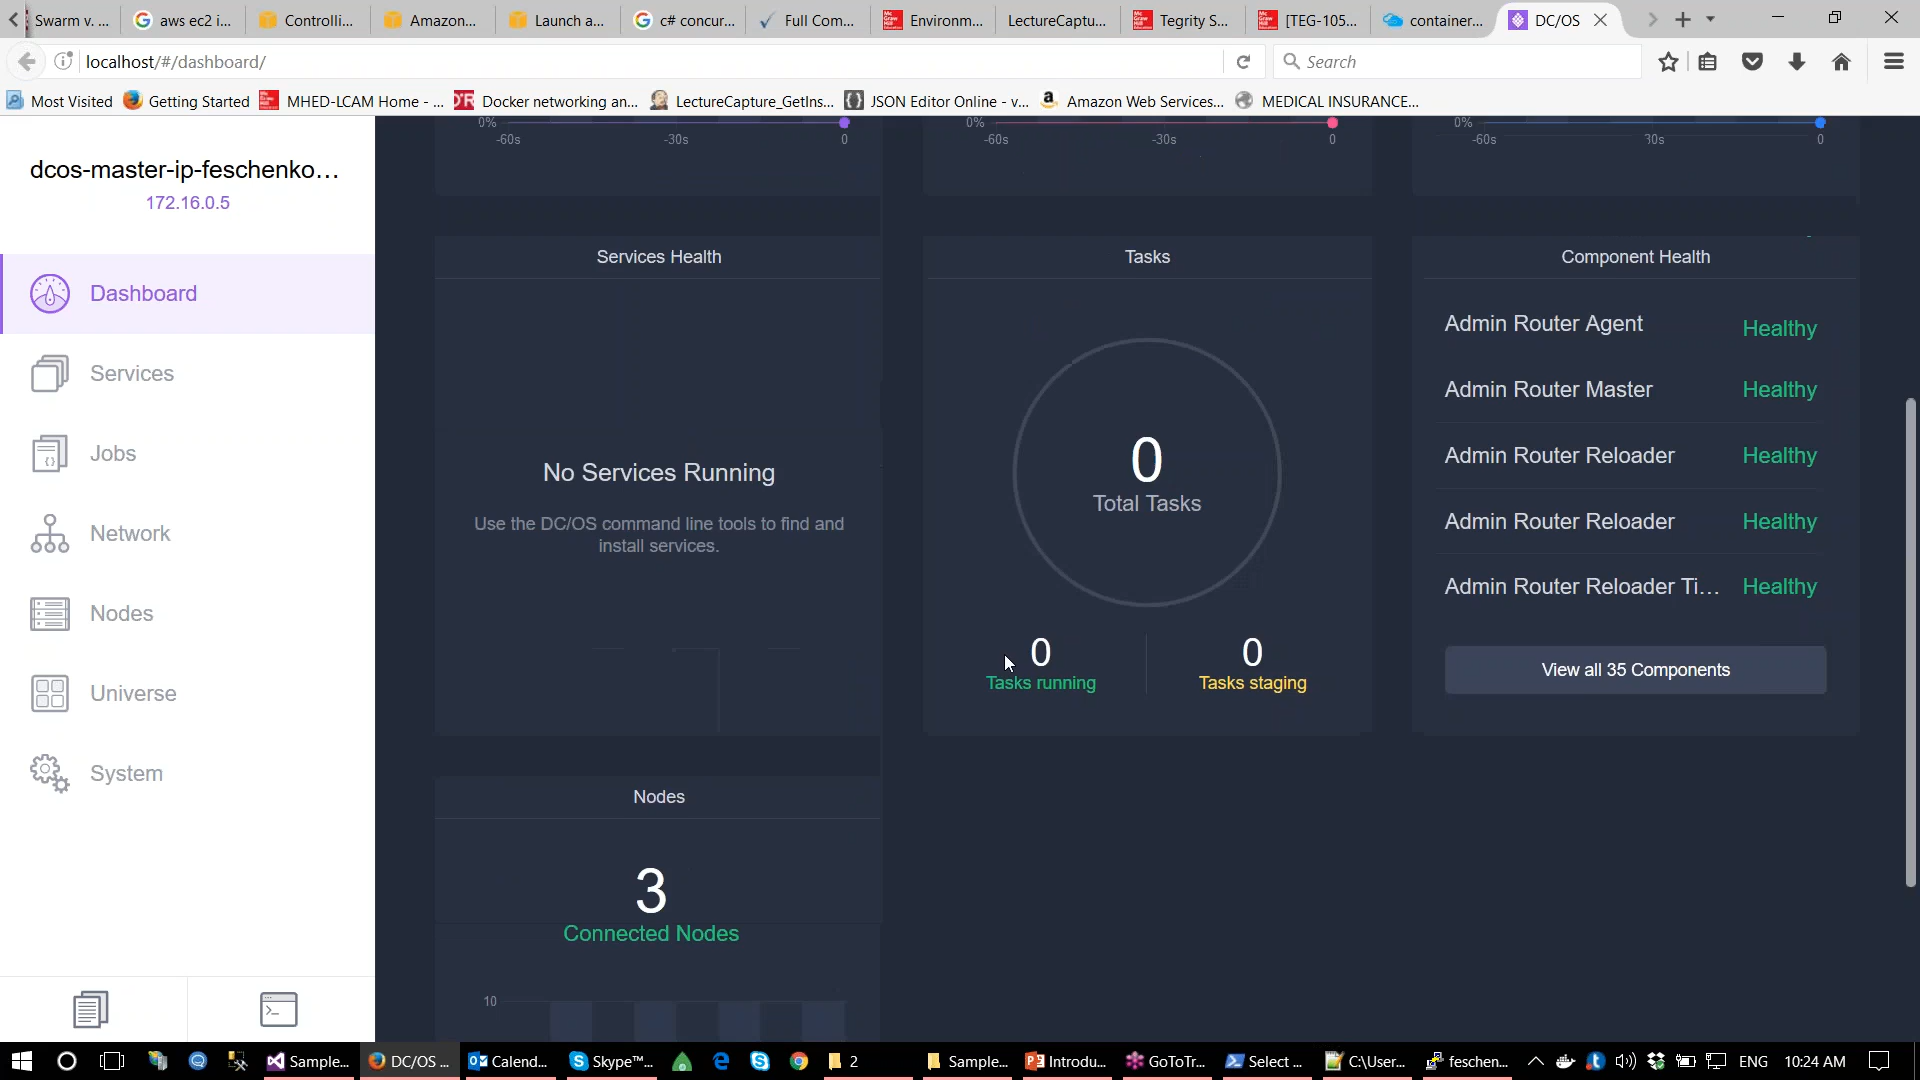 Swarm v. ...
aws ec2 i...
Controlli...
Amazon...
Launch a...
c# concur...
Full Com...
Environm...
LectureCaptu...
Tegrity S...
[TEG-105...
container...
DC/OS
localhost/#/dashboard/
Search
Most Visited
Getting Started
MHED-LCAM Home - ...
Docker networking an...
LectureCapture_GetIns...
JSON Editor Online - v...
Amazon Web Services...
MEDICAL INSURANCE...
dcos-master-ip-feschenko...
172.16.0.5
Dashboard
Services
Jobs
Network
Nodes
Universe
System
0%
-60s
-30s
0
0%
-60s
-30s
0
0%
-60s
30s
0
Services Health
No Services Running
Use the DC/OS command line tools to find and
install services.
Tasks
0
Total Tasks
0
Tasks running
0
Tasks staging
Component Health
Admin Router Agent Healthy
Admin Router Master Healthy
Admin Router Reloader Healthy
Admin Router Reloader Healthy
Admin Router Reloader Ti... Healthy
View all 35 Components
Nodes
3
Connected Nodes
10
Sample...
DC/OS ...
Calend...
Skype™...
2
Sample...
Introdu...
GoToTr...
Select ...
C:\User...
feschen...
ENG
10:24 AM